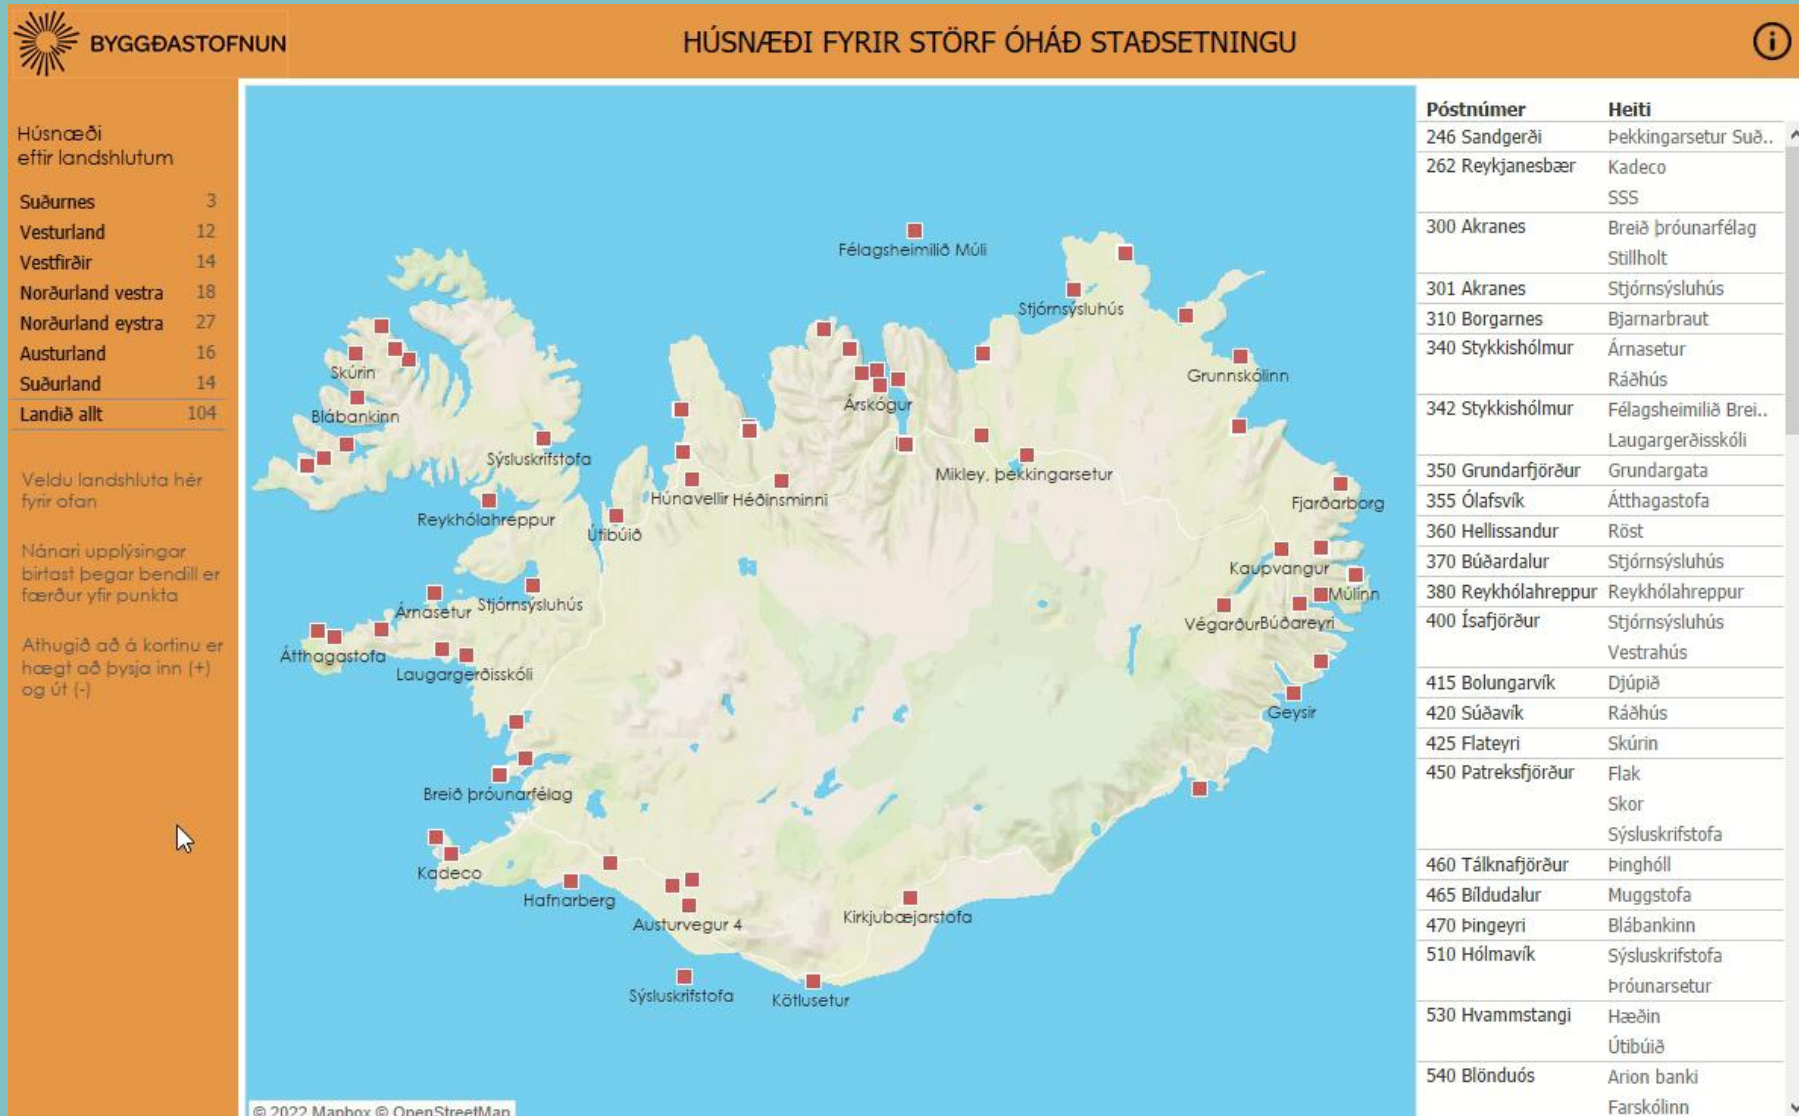 BYGGÐASTOFNUN
HÚSNÆÐI FYRIR STÖRF ÓHÁÐ STAÐSETNINGU
Húsnæði
eftir landshlutum
Suðurnes 3
Vesturland 12
Vestfirðir 14
Norðurland vestra 18
Norðurland eystra 27
Austurland 16
Suðurland 14
Landið allt 104
Veldu landshluta hér
fyrir ofan
Nánari upplýsingar
birtast þegar bendill er
færður yfir punkta
Athugið að á kortinu er
hægt að þysja inn (+)
og út (-)
Félagsheimilið Múli
Stjórnsýsluhús
Skúrin
Grunnskólinn
Blábankinn
Árskógur
Sýsluskrifstofa
Mikley, þekkingarsetur
Húnavellir Héðinsminni
Fjarðarborg
Reykhólahreppur
Útibúið
Kaupvangur
Múlinn
Árnasetur Stjórnsýsluhús
Végarður Búðareyri
Átthagastofa
Laugargerðisskóli
Geysir
Breið þróunarfélag
Kadeco
Hafnarberg
Austurvegur 4
Kirkjubæjarstofa
Sýsluskrifstofa
Kötlusetur
© 2022 Mapbox © OpenStreetMap
Póstnúmer Heiti
246 Sandgerði Þekkingarsetur Suð..
262 Reykjanesbær Kadeco
SSS
300 Akranes Breið þróunarfélag
Stillholt
301 Akranes Stjórnsýsluhús
310 Borgarnes Bjarnarbraut
340 Stykkishólmur Árnasetur
Ráðhús
342 Stykkishólmur Félagsheimilið Brei..
Laugargerðisskóli
350 Grundarfjörður Grundargata
355 Ólafsvík Átthagastofa
360 Hellissandur Röst
370 Búðardalur Stjórnsýsluhús
380 Reykhólahreppur Reykhólahreppur
400 Ísafjörður Stjórnsýsluhús
Vestrahús
415 Bolungarvík Djúpið
420 Súðavík Ráðhús
425 Flateyri Skúrin
450 Patreksfjörður Flak
Skor
Sýsluskrifstofa
460 Tálknafjörður Þinghóll
465 Bíldudalur Muggstofa
470 Þingeyri Blábankinn
510 Hólmavík Sýsluskrifstofa
Þróunarsetur
530 Hvammstangi Hæðin
Útibúið
540 Blönduós Arion banki
Farskólinn